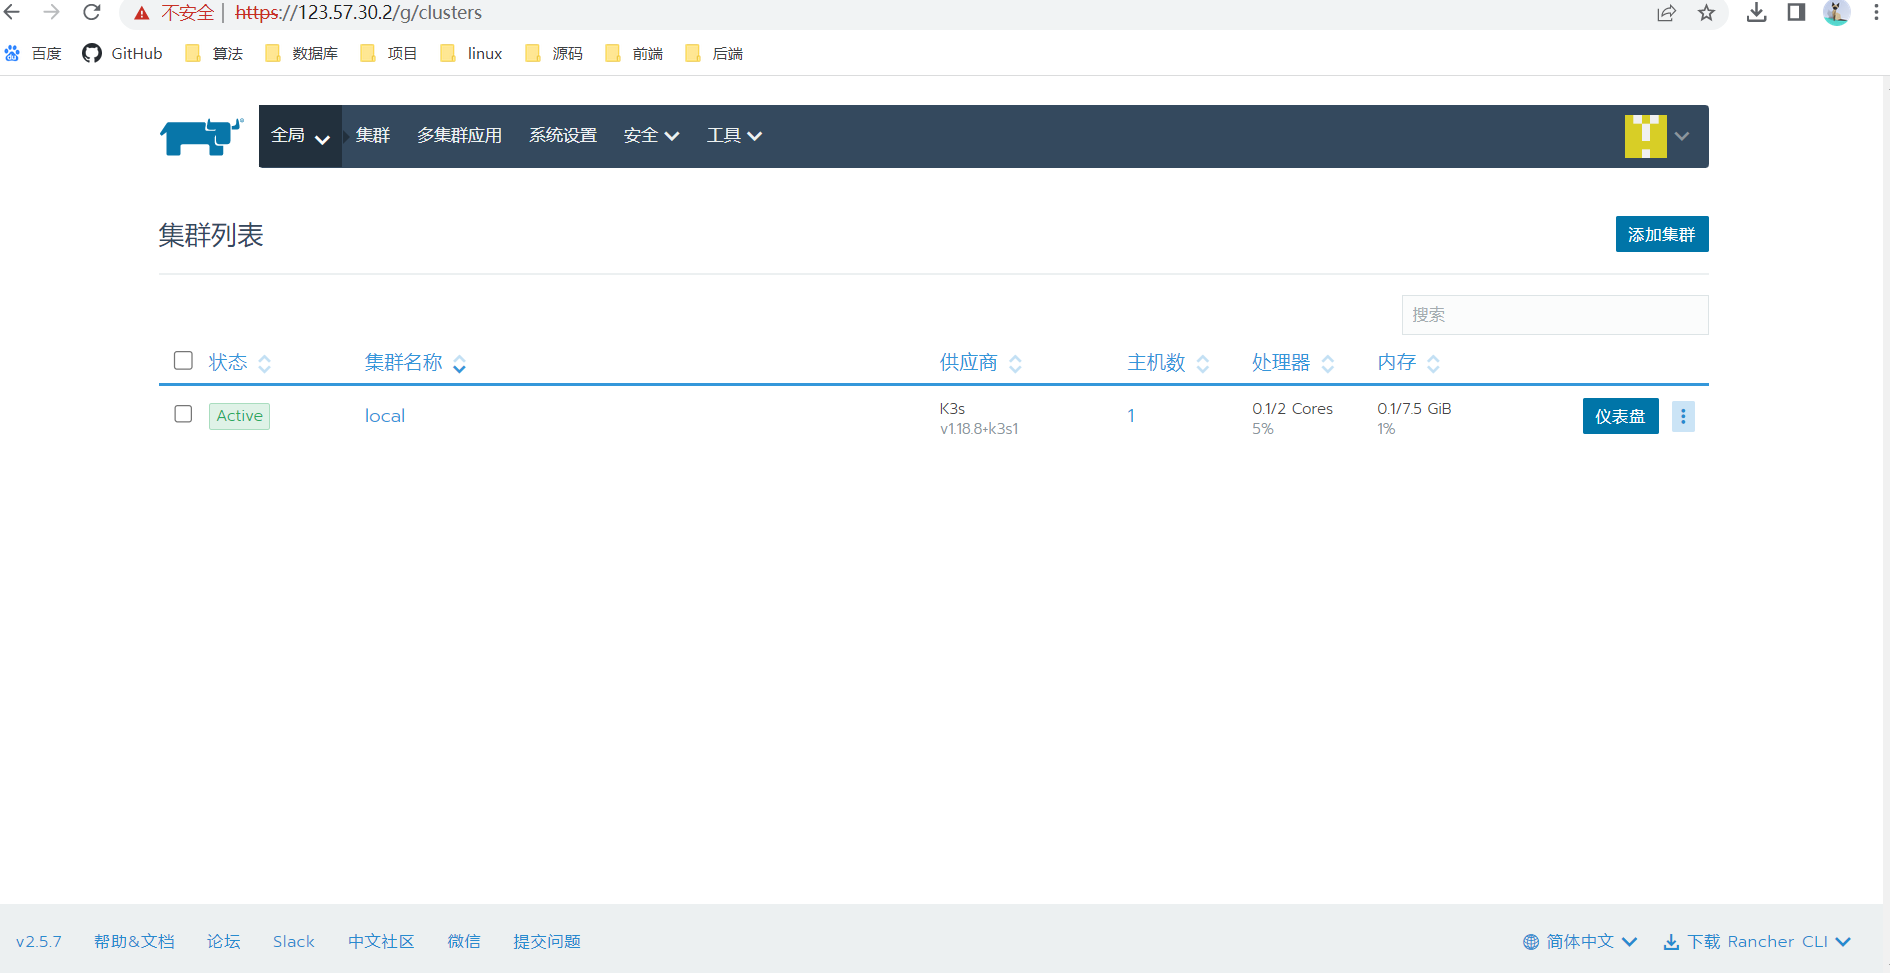 不安全 | https://123.57.30.2/g/clusters
百度 GitHub 算法 数据库 项目 linux 源码 前端 后端
全局 集群 多集群应用 系统设置 安全 工具
集群列表 添加集群
搜索
状态 集群名称 供应商 主机数 处理器 内存
Active local K3s 1 0.1/2 Cores 0.1/7.5 GiB 仪表盘
v1.18.8+k3s1 5% 1%
v2.5.7 帮助&文档 论坛 Slack 中文社区 微信 提交问题 简体中文 下载 Rancher CLI